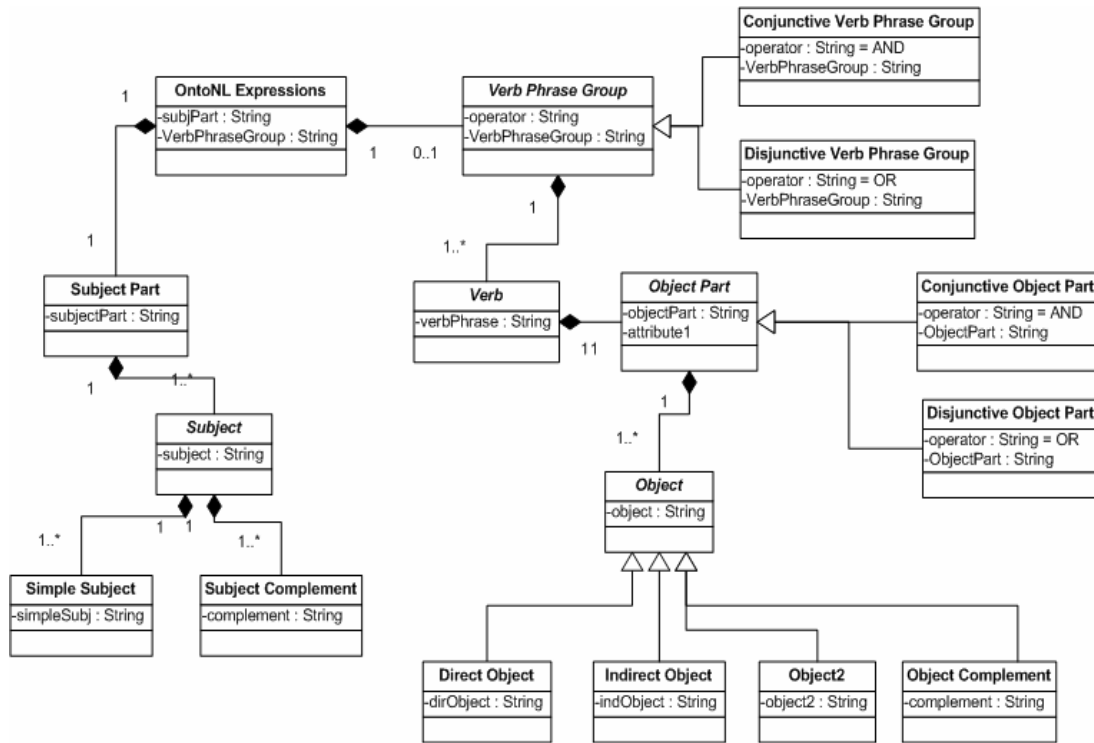 Conjunctive Verb Phrase Group
-operator : String = AND
-VerbPhraseGroup : String
OntoNL Expressions
-subjPart : String
-VerbPhraseGroup : String
Verb Phrase Group
-operator : String
-VerbPhraseGroup : String
1
1
0..1
Disjunctive Verb Phrase Group
-operator : String = OR
-VerbPhraseGroup : String
1
1
1..*
Subject Part
-subjectPart : String
Verb
-verbPhrase : String
Object Part
-objectPart : String
-attribute1
Conjunctive Object Part
-operator : String = AND
-ObjectPart : String
11
1
1..*
1
1..*
Subject
-subject : String
Disjunctive Object Part
-operator : String = OR
-ObjectPart : String
Object
-object : String
1
1
1..*
1..*
Simple Subject
-simpleSubj : String
Subject Complement
-complement : String
Direct Object
-dirObject : String
Indirect Object
-indObject : String
Object2
-object2 : String
Object Complement
-complement : String